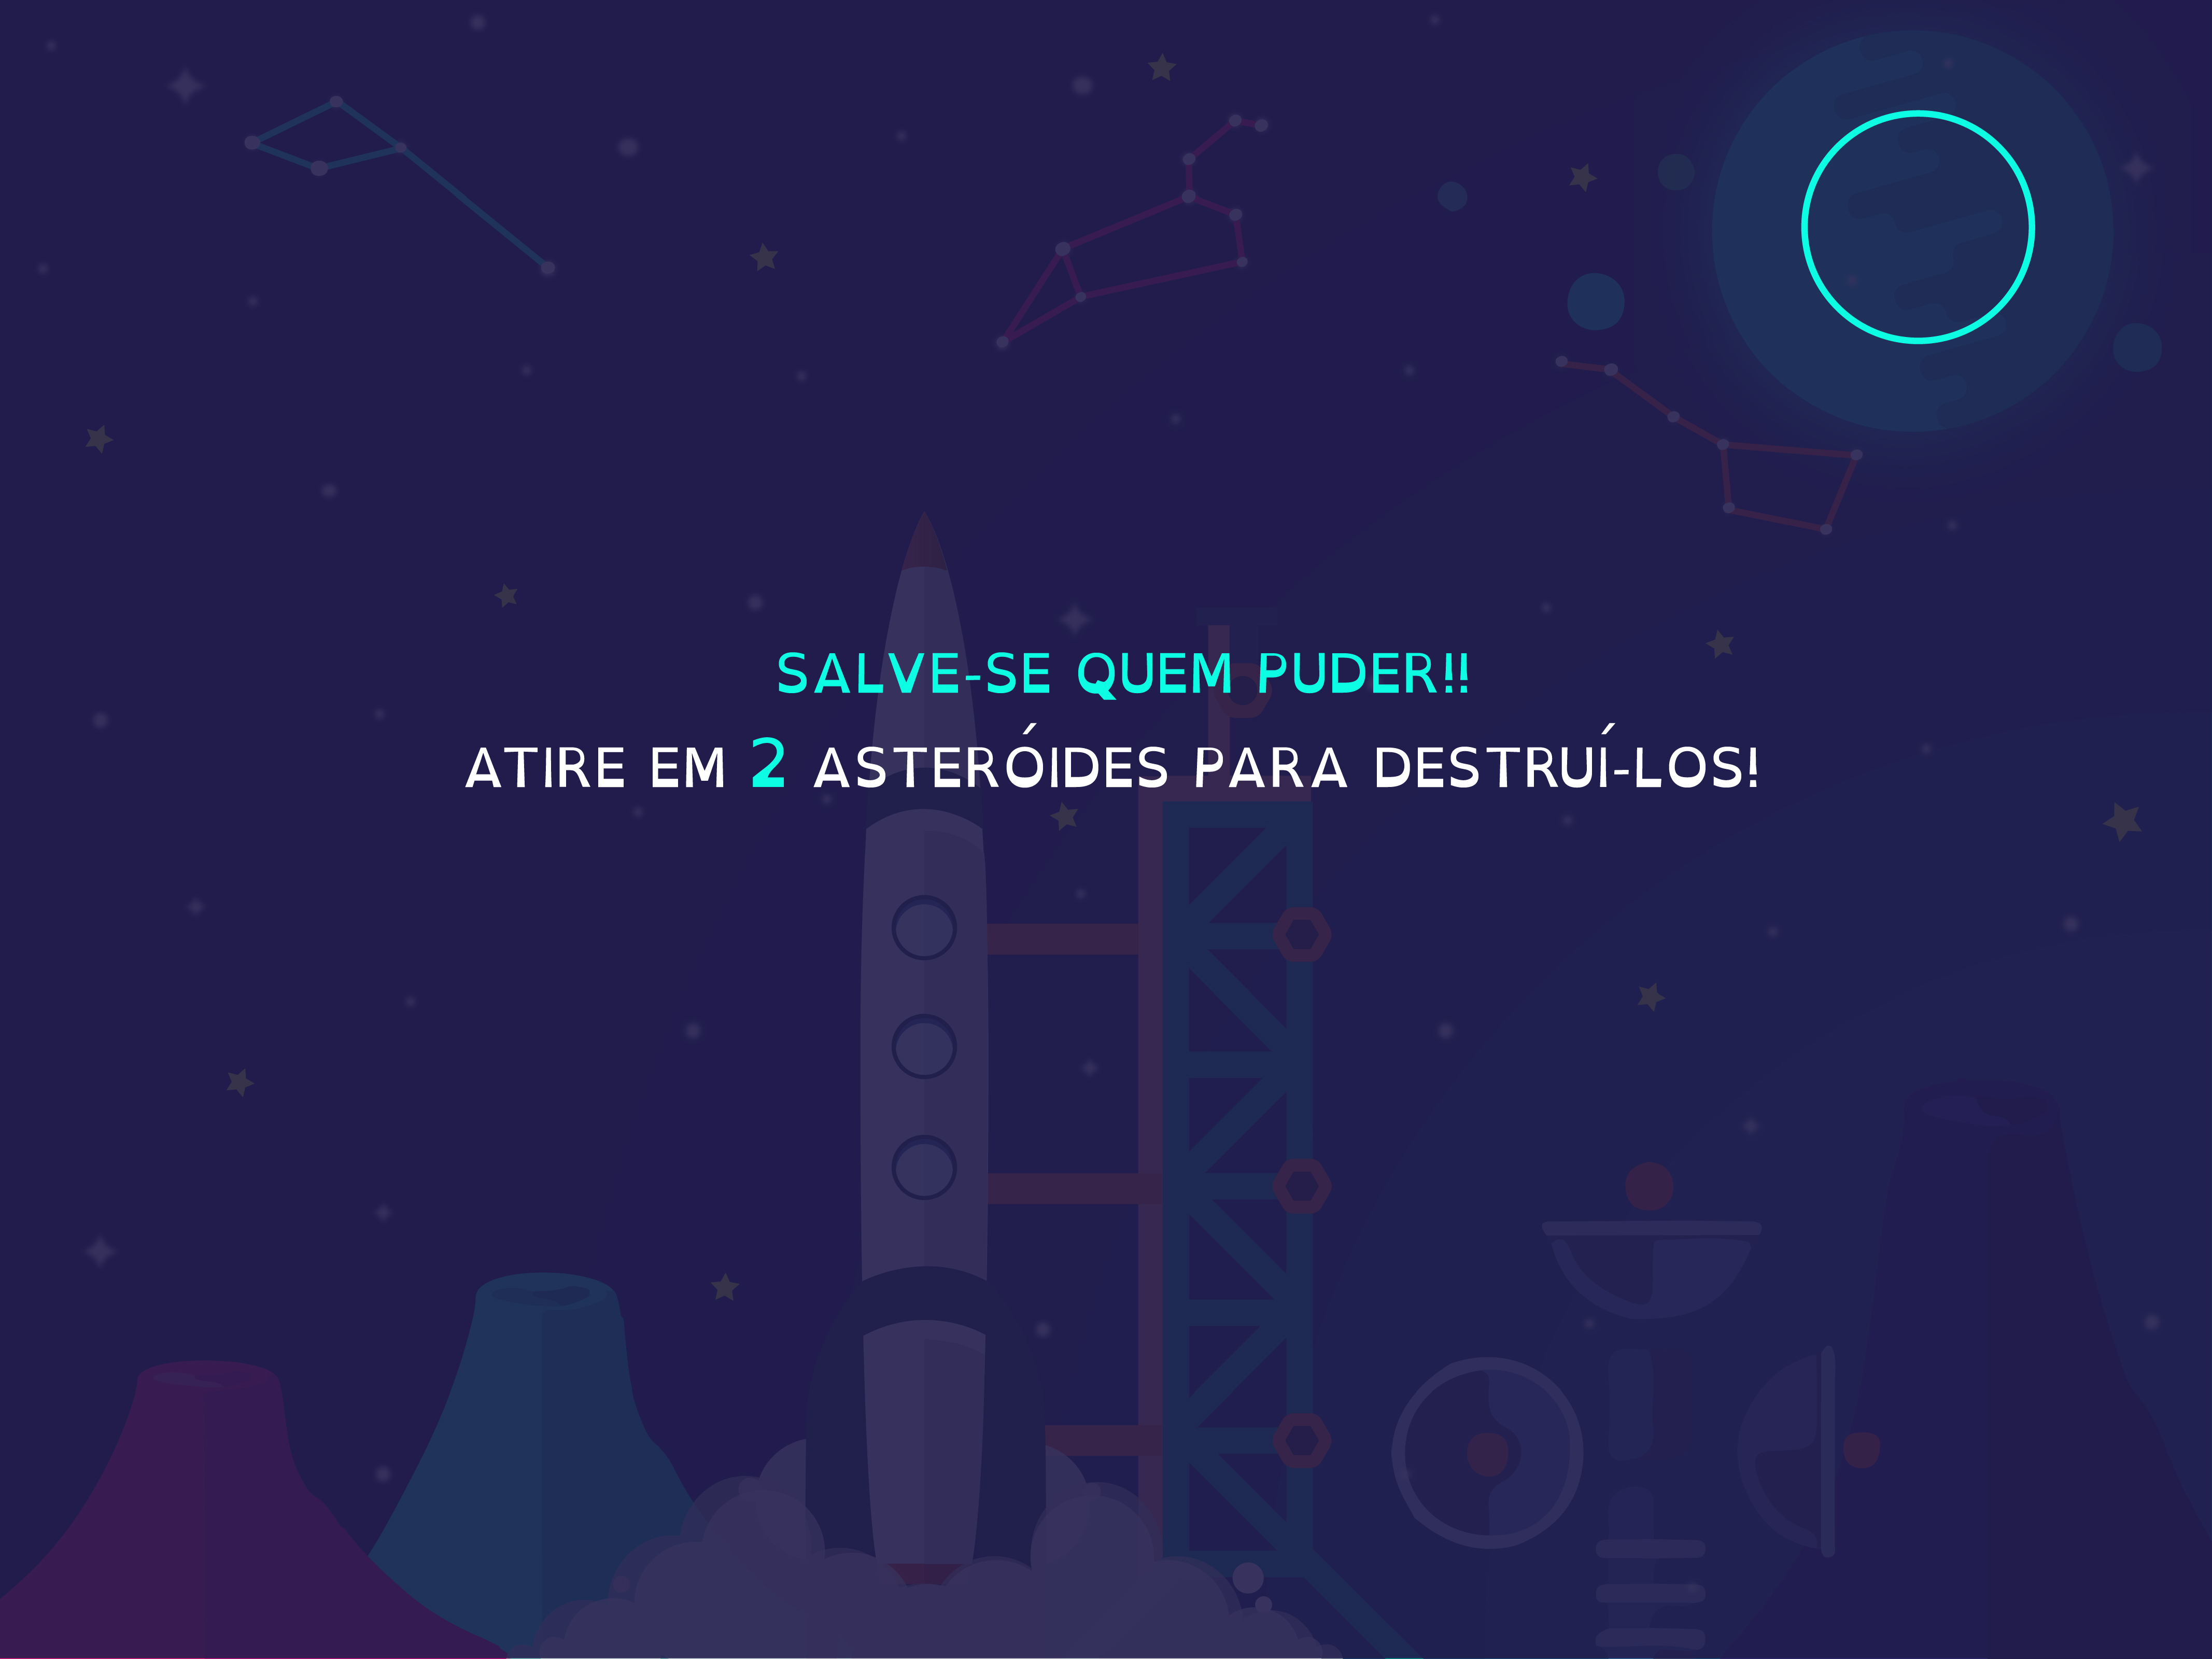 SALVE-SE QUEM PUDER!!
ATIRE EM 2 ASTERÓIDES PARA DESTRUÍ-LOS!